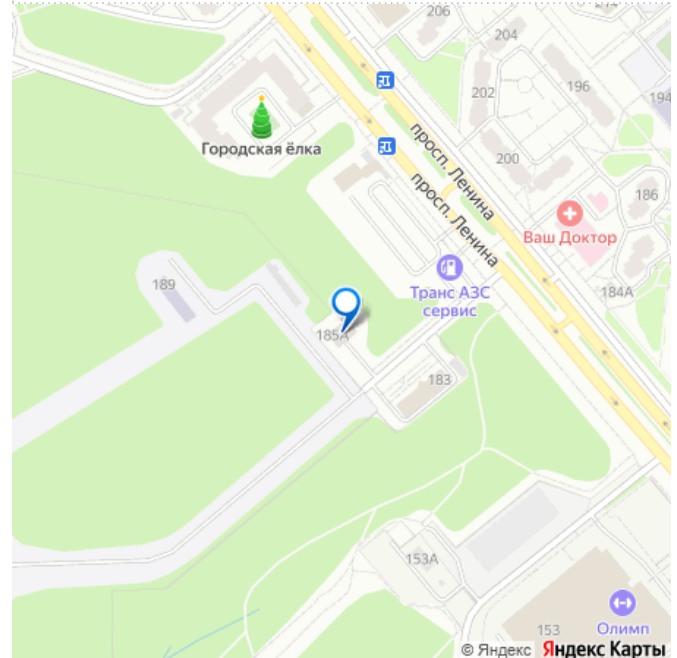 206
204
202
196
194
Городская ёлка
просп. Ленина
200
просп. Ленина
186
Ваш Доктор
189
Транс АЗС
сервис
184А
185А
183
153А
153
Олимп
© Яндекс Яндекс Карты